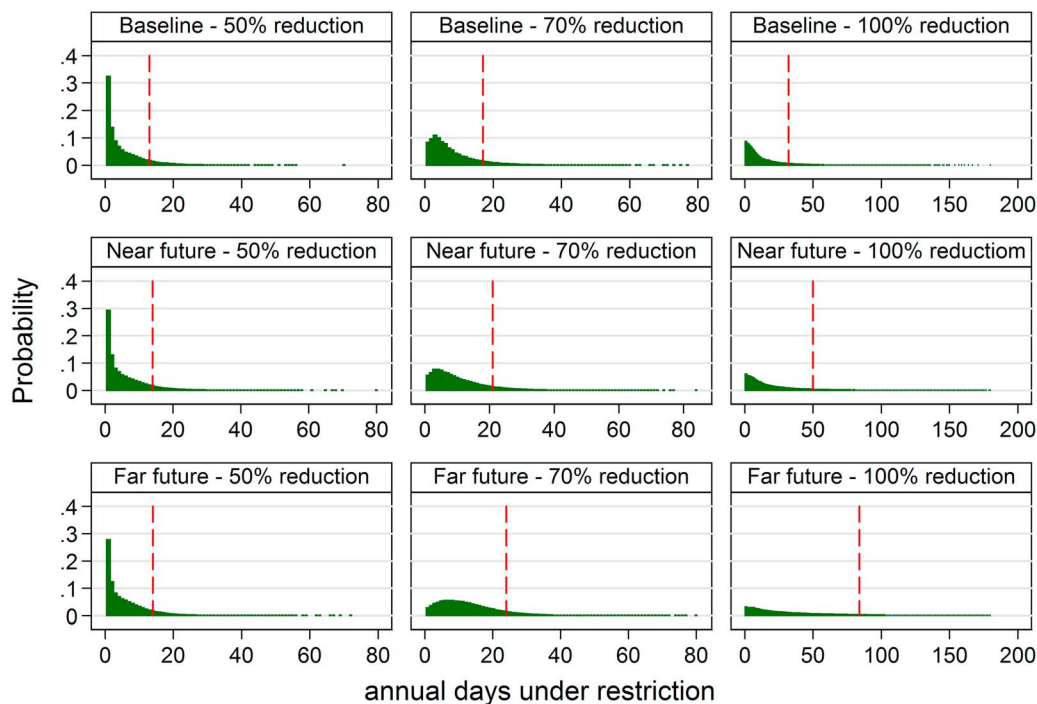 Baseline - 50% reduction
Baseline - 70% reduction
Baseline - 100% reduction
.4
.3
.2
.1
0
0 20 40 60 80
0 20 40 60 80
0 50 100 150 200
Near future - 50% reduction
Near future - 70% reduction
Near future - 100% reductiom
.4
.3
.2
.1
0
0 20 40 60 80
0 20 40 60 80
0 50 100 150 200
Far future - 50% reduction
Far future - 70% reduction
Far future - 100% reduction
.4
.3
.2
.1
0
0 20 40 60 80
0 20 40 60 80
0 50 100 150 200
Probability
annual days under restriction